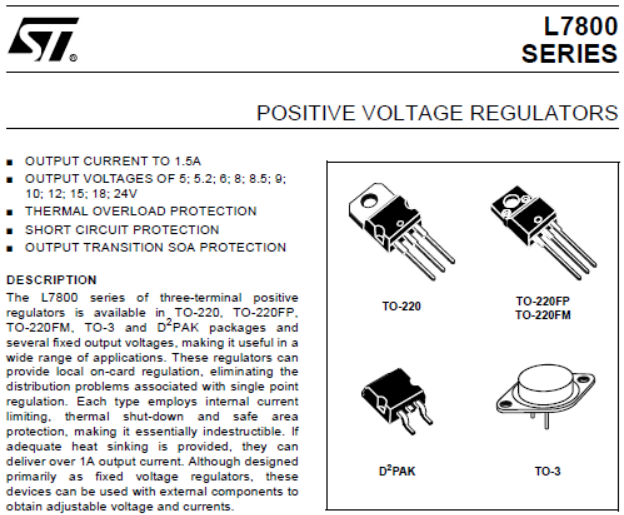 ST
L7800
SERIES
POSITIVE VOLTAGE REGULATORS
■ OUTPUT CURRENT TO 1.5A
■ OUTPUT VOLTAGES OF 5; 5.2; 6; 8; 8.5; 9;
10; 12; 15; 18; 24V
■ THERMAL OVERLOAD PROTECTION
■ SHORT CIRCUIT PROTECTION
■ OUTPUT TRANSITION SOA PROTECTION
DESCRIPTION
The L7800 series of three-terminal positive
regulators is available in TO-220, TO-220FP,
TO-220FM, TO-3 and D²PAK packages and
several fixed output voltages, making it useful in a
wide range of applications. These regulators can
provide local on-card regulation, eliminating the
distribution problems associated with single point
regulation. Each type employs internal current
limiting, thermal shut-down and safe area
protection, making it essentially indestructible. If
adequate heat sinking is provided, they can
deliver over 1A output current. Although designed
primarily as fixed voltage regulators, these
devices can be used with external components to
obtain adjustable voltage and currents.
TO-220
TO-220FP
TO-220FM
D²PAK
TO-3